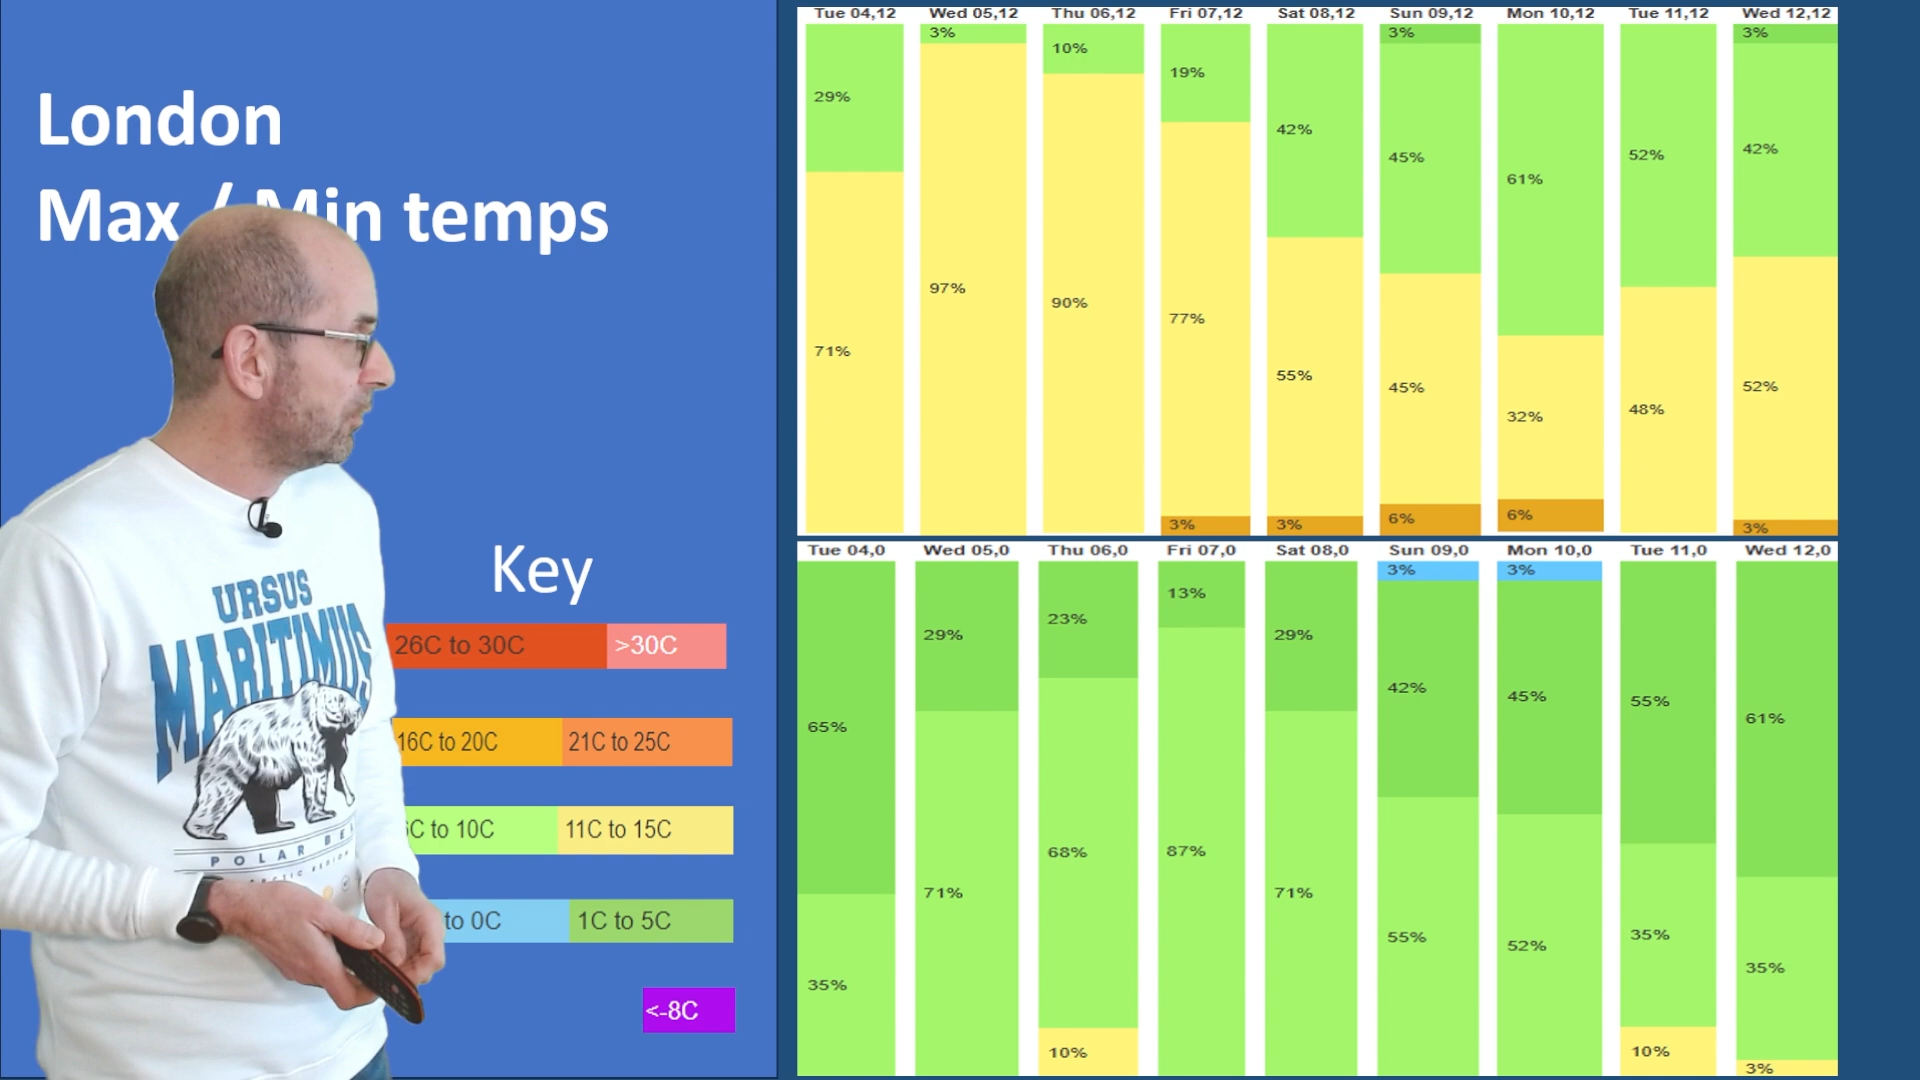 London
Max / Min temps
Key
26C to 30C >30C
16C to 20C 21C to 25C
C to 10C 11C to 15C
to 0C 1C to 5C
<-8C
URSUS
MARITIMUS
POLAR BE
Tue 04,12 Wed 05,12 Thu 06,12 Fri 07,12 Sat 08,12 Sun 09,12 Mon 10,12 Tue 11,12 Wed 12,12
3% 3% 3%
10%
19%
29%
42%
45% 42%
52%
61%
97%
90%
77%
71%
55%
45% 52%
48%
32%
3% 3% 6% 6% 3%
Tue 04,0 Wed 05,0 Thu 06,0 Fri 07,0 Sat 08,0 Sun 09,0 Mon 10,0 Tue 11,0 Wed 12,0
3% 3%
13%
23%
29% 29%
42% 45% 55%
65% 61%
68% 87%
71% 71%
55% 52% 35%
35% 35%
10% 10%
3%